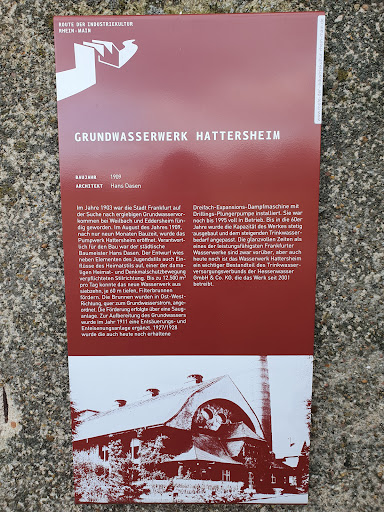 ROUTE DER INDUSTRIEKULTUR
RHEIN-MAIN
GRUNDWASSERWERK HATTERSHEIM
BAUJAHR 1909
ARCHITEKT Hans Dasen
Im Jahre 1903 war die Stadt Frankfurt auf
der Suche nach ergiebigen Grundwasservor-
kommen bei Weilbach und Eddersheim fün-
dig geworden. Im August des Jahres 1909,
nach nur neun Monaten Bauzeit, wurde das
Pumpwerk Hattersheim eröffnet. Verantwort-
lich für den Bau war der städtische
Baumeister Hans Dasen. Der Entwurf wies
neben Elementen des Jugendstils auch Ein-
flüsse des Heimatstils auf, einer der dama-
ligen Heimat- und Denkmalschutzbewegung
verpflichteten Stilrichtung. Bis zu 12.500 m³
pro Tag konnte das neue Wasserwerk aus
siebzehn, je 60 m tiefen, Filterbrunnen
fördern. Die Brunnen wurden in Ost-West-
Richtung, quer zum Grundwasserstrom, ange-
ordnet. Die Förderung erfolgte über eine Saug-
anlage. Zur Aufbereitung des Grundwassers
wurde im Jahr 1911 eine Entsäuerungs- und
Enteisenungsanlage ergänzt. 1927/1928
wurde die auch heute noch erhaltene
Dreifach-Expansions-Dampfmaschine mit
Drillings-Plungerpumpe installiert. Sie war
noch bis 1995 voll in Betrieb. Bis in die 60er
Jahre wurde die Kapazität des Werkes stetig
ausgebaut und dem steigenden Trinkwasser-
bedarf angepasst. Die glanzvollen Zeiten als
eines der leistungsfähigsten Frankfurter
Wasserwerke sind zwar vorüber, aber auch
heute noch ist das Wasserwerk Hattersheim
ein wichtiger Bestandteil des Trinkwasser-
versorgungsverbunds der Hessenwasser
GmbH & Co. KG, die das Werk seit 2001
betreibt.